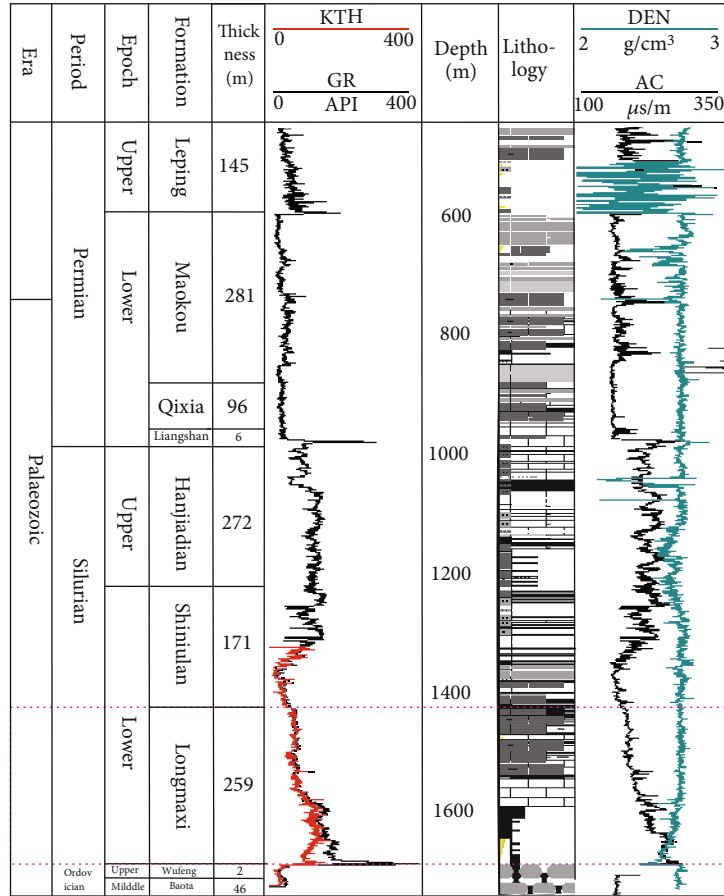 Era
Period
Epoch
Formation
Thick
ness
(m)
KTH
0 400
GR
0 API 400
Depth
(m)
Litho-
logy
DEN
2 g/cm³ 3
AC
100 μs/m 350
Palaeozoic
Permian
Silurian
Ordov
ician
Upper
Lower
Upper
Lower
Upper
Milddle
Leping
Maokou
Qixia
Liangshan
Hanjiadian
Shiniulan
Longmaxi
Wufeng
Baota
145
281
96
6
272
171
259
2
46
600
800
1000
1200
1400
1600